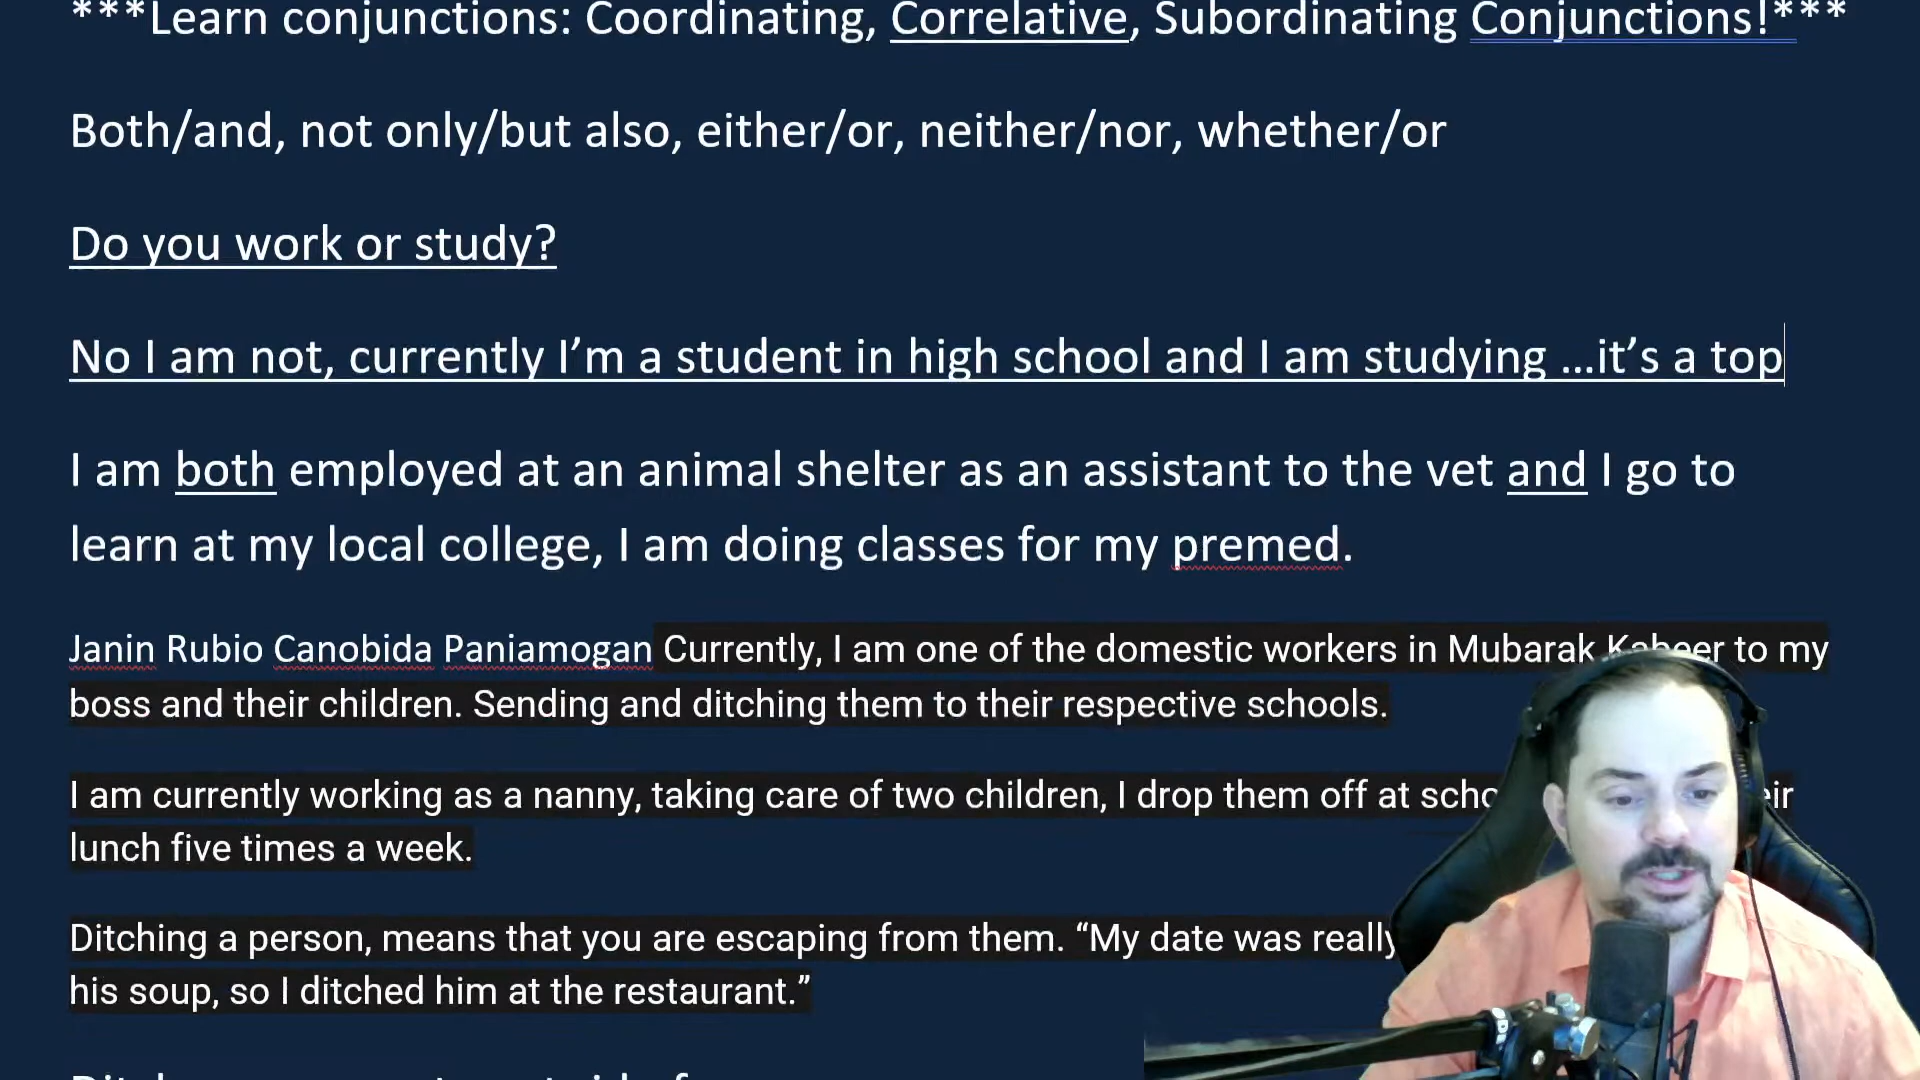 ***Learn conjunctions: Coordinating, Correlative, Subordinating Conjunctions!***
Both/and, not only/but also, either/or, neither/nor, whether/or
Do you work or study?
No I am not, currently I’m a student in high school and I am studying …it’s a top
I am both employed at an animal shelter as an assistant to the vet and I go to
learn at my local college, I am doing classes for my premed.
Janin Rubio Canobida Paniamogan Currently, I am one of the domestic workers in Mubarak Kabeer to my
boss and their children. Sending and ditching them to their respective schools.
I am currently working as a nanny, taking care of two children, I drop them off at
lunch five times a week.
Ditching a person, means that you are escaping from them. “My date was really
his soup, so I ditched him at the restaurant.”